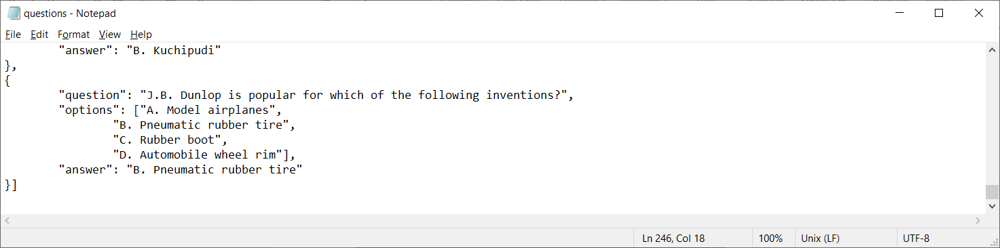 questions - Notepad
File Edit Format View Help
"answer": "B. Kuchipudi"
},
{
"question": "J.B. Dunlop is popular for which of the following inventions?",
"options": ["A. Model airplanes",
"B. Pneumatic rubber tire",
"C. Rubber boot",
"D. Automobile wheel rim"],
"answer": "B. Pneumatic rubber tire"
}]
Ln 246, Col 18 100% Unix (LF) UTF-8